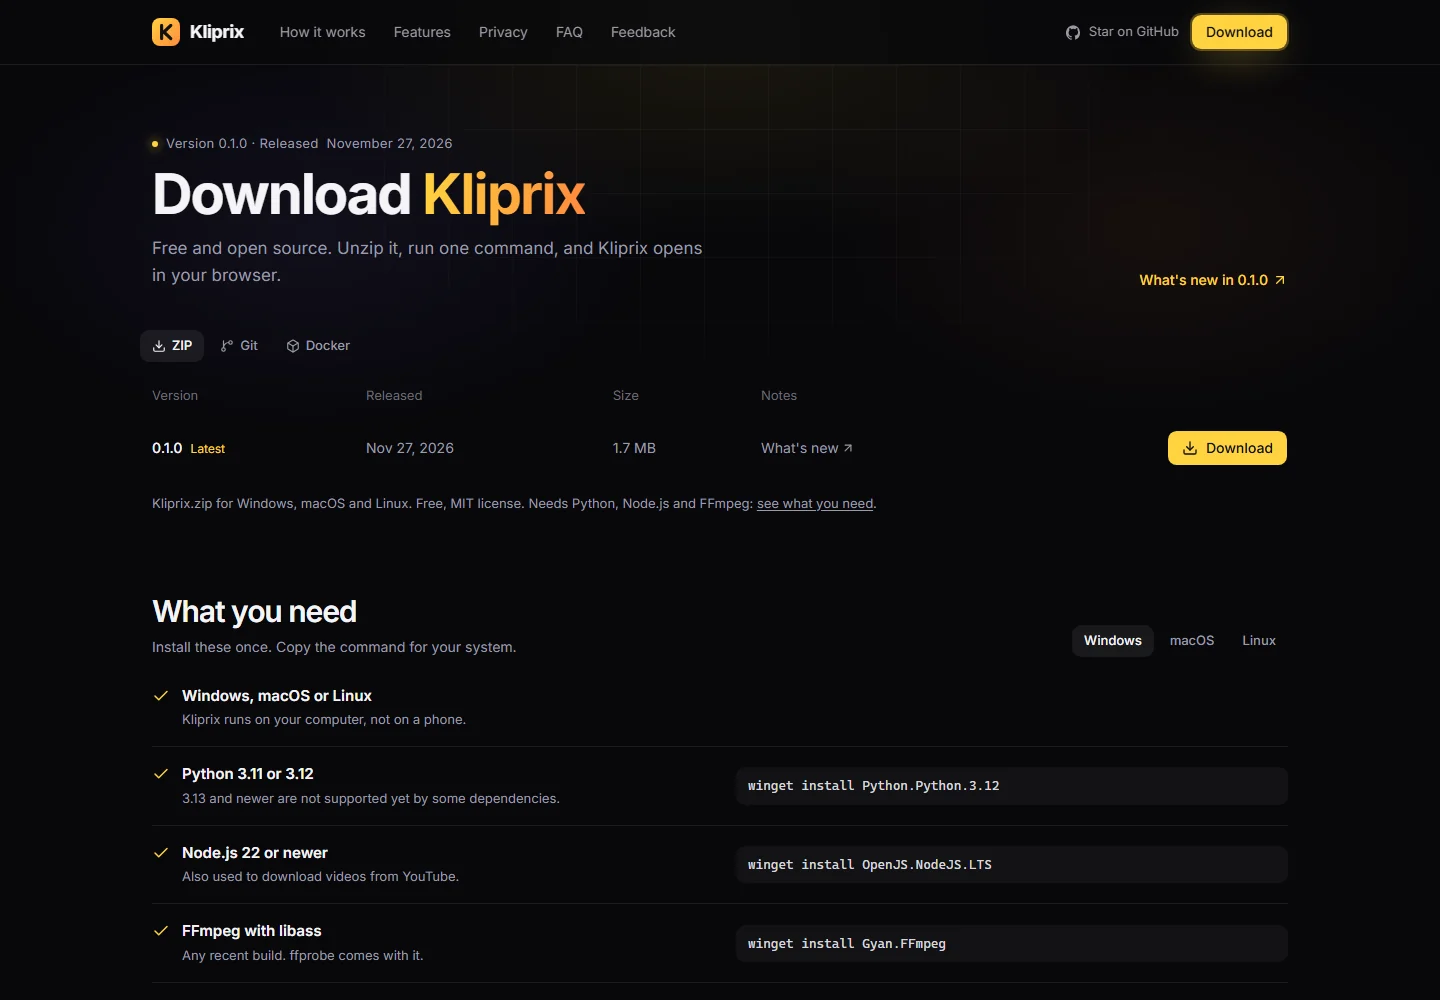 Kliprix
How it works
Features
Privacy
FAQ
Feedback
Star on GitHub
Download
Version 0.1.0 · Released November 27, 2026
Download Kliprix
Free and open source. Unzip it, run one command, and Kliprix opens
in your browser.
What's new in 0.1.0
ZIP
Git
Docker
Version
Released
Size
Notes
0.1.0 Latest
Nov 27, 2026
1.7 MB
What's new
Download
Kliprix.zip for Windows, macOS and Linux. Free, MIT license. Needs Python, Node.js and FFmpeg: see what you need.
What you need
Install these once. Copy the command for your system.
Windows
macOS
Linux
Windows, macOS or Linux
Kliprix runs on your computer, not on a phone.
Python 3.11 or 3.12
3.13 and newer are not supported yet by some dependencies.
winget install Python.Python.3.12
Node.js 22 or newer
Also used to download videos from YouTube.
winget install OpenJS.NodeJS.LTS
FFmpeg with libass
Any recent build. ffprobe comes with it.
winget install Gyan.FFmpeg